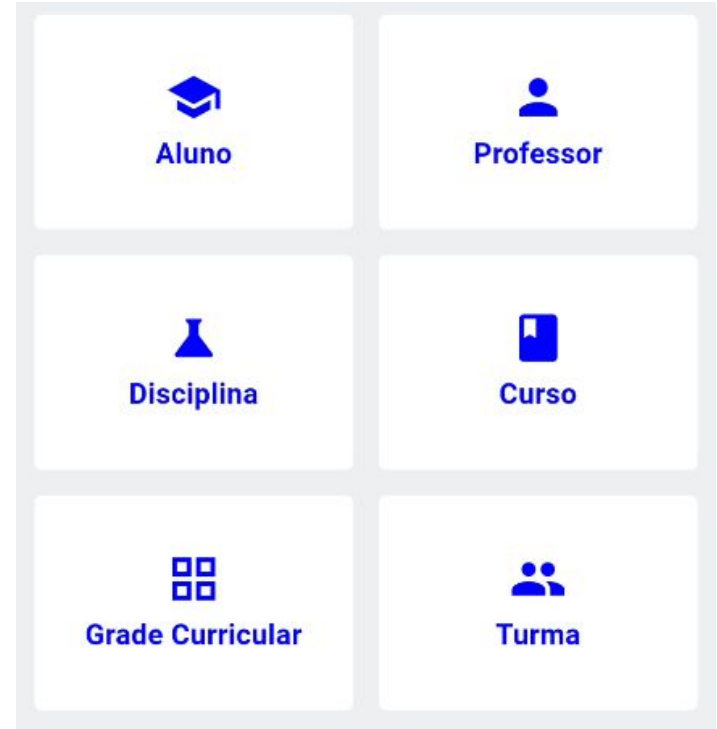 Aluno
Professor
Disciplina
Curso
Grade Curricular
Turma